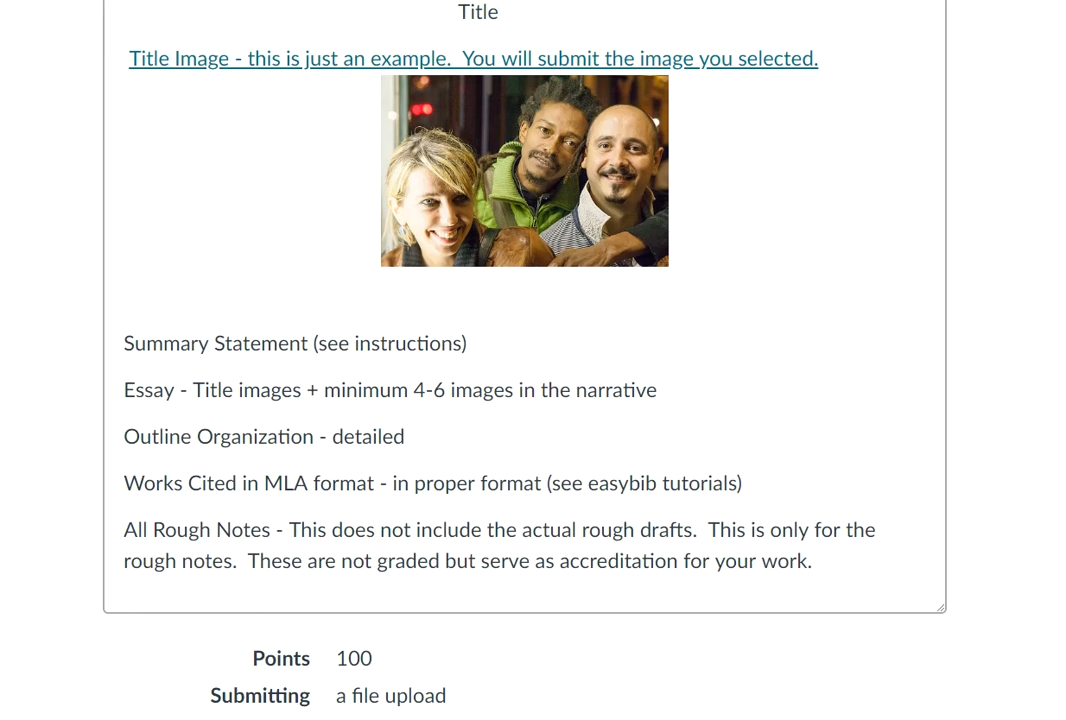 Title
Title Image - this is just an example.  You will submit the image you selected.
Summary Statement (see instructions)
Essay - Title images + minimum 4-6 images in the narrative
Outline Organization - detailed
Works Cited in MLA format - in proper format (see easybib tutorials)
All Rough Notes - This does not include the actual rough drafts.  This is only for the
rough notes.  These are not graded but serve as accreditation for your work.
Points 100
Submitting a file upload